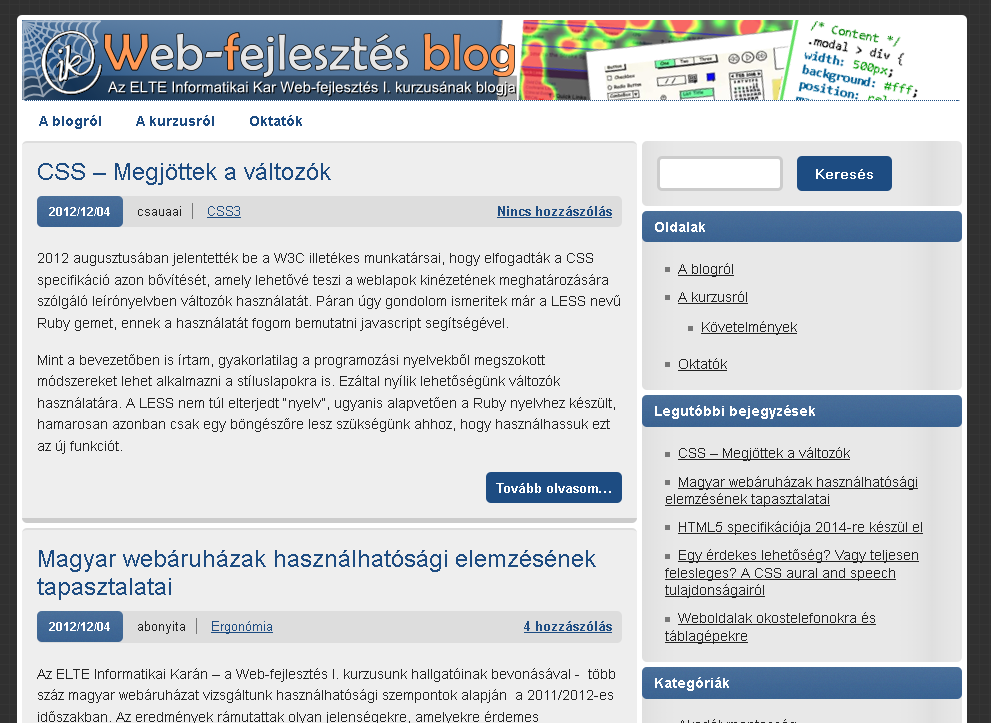 Web-fejlesztés blog
Az ELTE Informatikai Kar Web-fejlesztés I. kurzusának blogja
/* Content */
.modal > div {
width: 500px;
background: #fff;
A blogról A kurzusról Oktatók
CSS – Megjöttek a változók
2012/12/04 csauaai CSS3 Nincs hozzászólás
2012 augusztusában jelentették be a W3C illetékes munkatársai, hogy elfogadták a CSS
specifikáció azon bővítését, amely lehetővé teszi a weblapok kinézetének meghatározására
szólgáló leírónyelvben változók használatát. Páran úgy gondolom ismeritek már a LESS nevű
Ruby gemet, ennek a használatát fogom bemutatni javascript segítségével.
Mint a bevezetőben is írtam, gyakorlatilag a programozási nyelvekből megszokott
módszereket lehet alkalmazni a stíluslapokra is. Ezáltal nyílik lehetőségünk változók
használatára. A LESS nem túl elterjedt “nyelv”, ugyanis alapvetően a Ruby nyelvhez készült,
hamarosan azonban csak egy böngészőre lesz szükségünk ahhoz, hogy használhassuk ezt
az új funkciót.
Tovább olvasom...
Magyar webáruházak használhatósági elemzésének
tapasztalatai
2012/12/04 abonyita Ergonómia 4 hozzászólás
Az ELTE Informatikai Karán – a Web-fejlesztés I. kurzusunk hallgatóinak bevonásával - több
száz magyar webáruházat vizsgáltunk használhatósági szempontok alapján a 2011/2012-es
időszakban. Az eredmények rámutattak olyan jelenségekre, amelyekre érdemes
Keresés
Oldalak
A blogról
A kurzusról
Követelmények
Oktatók
Legutóbbi bejegyzések
CSS – Megjöttek a változók
Magyar webáruházak használhatósági
elemzésének tapasztalatai
HTML5 specifikációja 2014-re készül el
Egy érdekes lehetőség? Vagy teljesen
felesleges? A CSS aural and speech
tulajdonságairól
Weboldalak okostelefonokra és
táblagépekre
Kategóriák